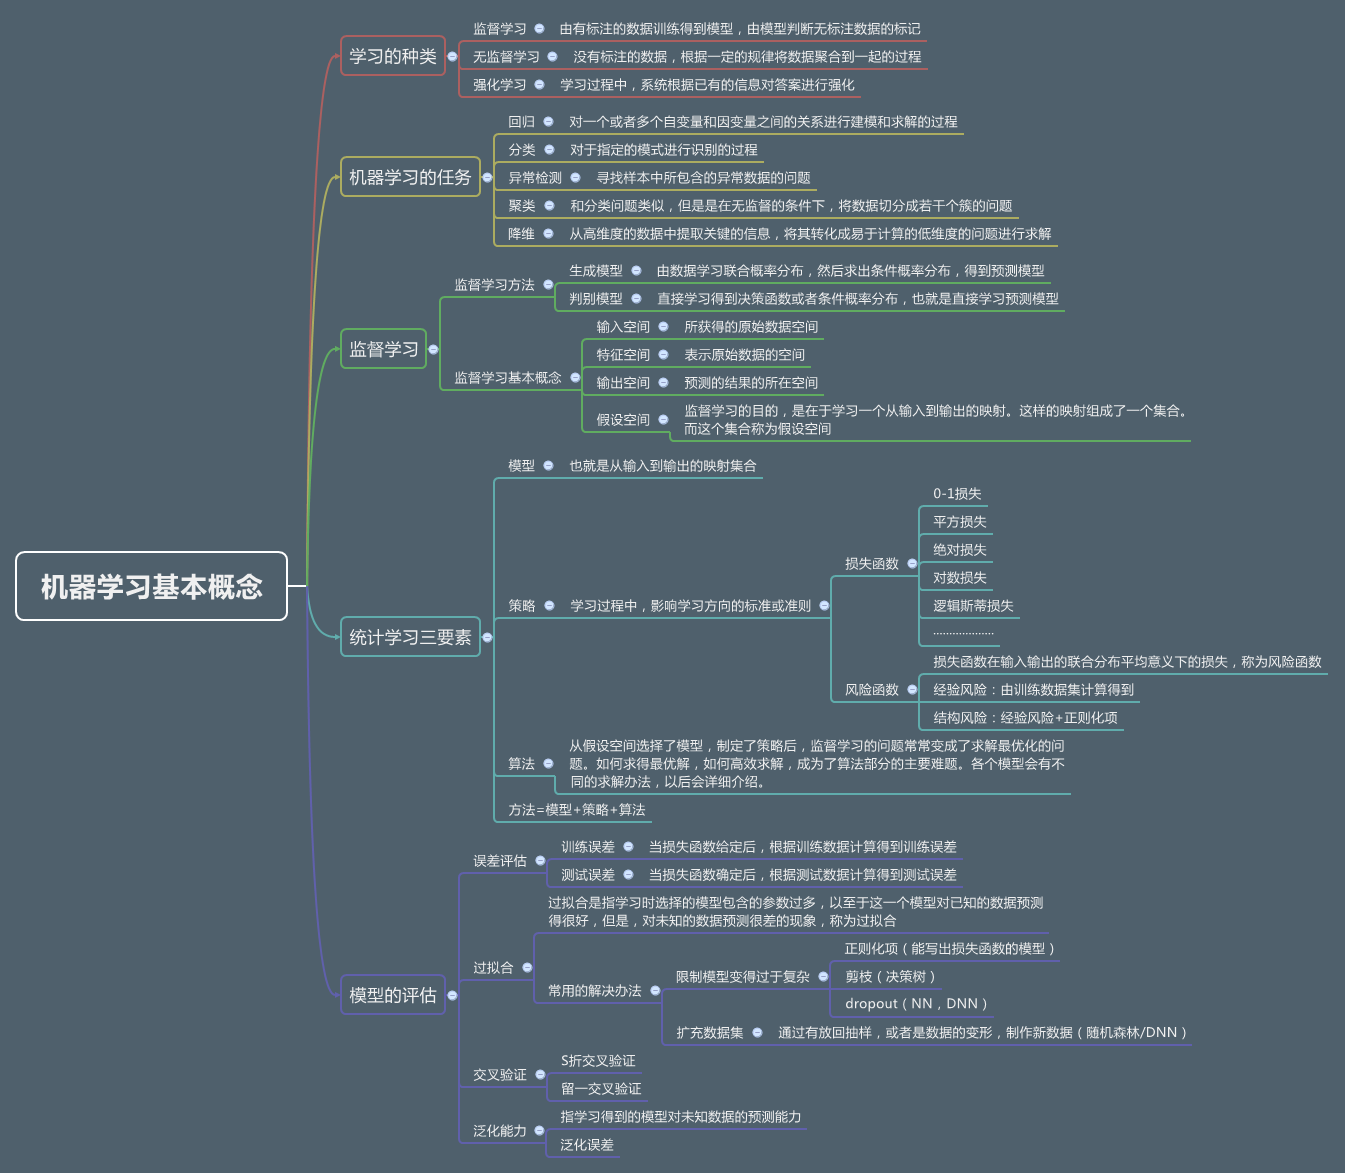 机器学习基本概念
学习的种类
监督学习
由有标注的数据训练得到模型，由模型判断无标注数据的标记
无监督学习
没有标注的数据，根据一定的规律将数据聚合到一起的过程
强化学习
学习过程中，系统根据已有的信息对答案进行强化
机器学习的任务
回归
对一个或者多个自变量和因变量之间的关系进行建模和求解的过程
分类
对于指定的模式进行识别的过程
异常检测
寻找样本中所包含的异常数据的问题
聚类
和分类问题类似，但是是在无监督的条件下，将数据切分成若干个簇的问题
降维
从高维度的数据中提取关键的信息，将其转化成易于计算的低维度的问题进行求解
监督学习
监督学习方法
生成模型
由数据学习联合概率分布，然后求出条件概率分布，得到预测模型
判别模型
直接学习得到决策函数或者条件概率分布，也就是直接学习预测模型
监督学习基本概念
输入空间
所获得的原始数据空间
特征空间
表示原始数据的空间
输出空间
预测的结果的所在空间
假设空间
监督学习的目的，是在于学习一个从输入到输出的映射。这样的映射组成了一个集合。
而这个集合称为假设空间
统计学习三要素
模型
也就是从输入到输出的映射集合
策略
学习过程中，影响学习方向的标准或准则
损失函数
0-1损失
平方损失
绝对损失
对数损失
逻辑斯蒂损失
...................
风险函数
损失函数在输入输出的联合分布平均意义下的损失，称为风险函数
经验风险：由训练数据集计算得到
结构风险：经验风险+正则化项
算法
从假设空间选择了模型，制定了策略后，监督学习的问题常常变成了求解最优化的问
题。如何求得最优解，如何高效求解，成为了算法部分的主要难题。各个模型会有不
同的求解办法，以后会详细介绍。
方法=模型+策略+算法
模型的评估
误差评估
训练误差
当损失函数给定后，根据训练数据计算得到训练误差
测试误差
当损失函数确定后，根据测试数据计算得到测试误差
过拟合
过拟合是指学习时选择的模型包含的参数过多，以至于这一个模型对已知的数据预测
得很好，但是，对未知的数据预测很差的现象，称为过拟合
常用的解决办法
限制模型变得过于复杂
正则化项（能写出损失函数的模型）
剪枝（决策树）
dropout（NN，DNN）
扩充数据集
通过有放回抽样，或者是数据的变形，制作新数据（随机森林/DNN）
交叉验证
S折交叉验证
留一交叉验证
泛化能力
指学习得到的模型对未知数据的预测能力
泛化误差